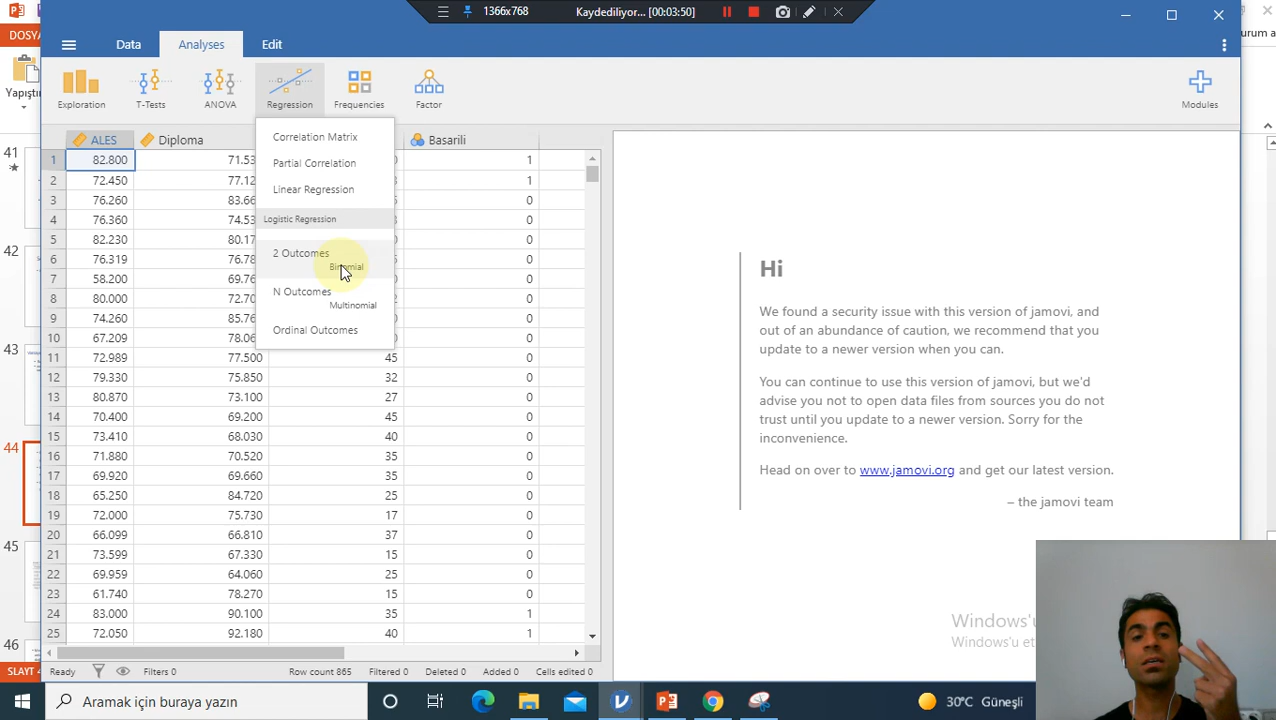 1366x768 Kaydediliyor... [00:03:50]
DOSYA
Yapıştır
Data Analyses Edit
Exploration T-Tests ANOVA Regression Frequencies Factor Modules
urum a
ALES Diploma Basarili
Correlation Matrix
Partial Correlation
Linear Regression
Logistic Regression
2 Outcomes
Binomial
N Outcomes
Multinomial
Ordinal Outcomes
1 82.800 71.53 0 1
2 72.450 77.12 1
3 76.260 83.66 0
4 76.360 74.53 0
5 82.230 80.17 0 0
6 76.319 76.78 0
7 58.200 69.76 0
8 80.000 72.70 2 0
9 74.260 85.76 0
10 67.209 78.06 0
11 72.989 77.500 45 0
12 79.330 75.850 32 0
13 80.870 73.100 27 0
14 70.400 69.200 45 0
15 73.410 68.030 40 0
16 71.880 70.520 35 0
17 69.920 69.660 35 0
18 65.250 84.720 25 0
19 72.000 75.730 17 0
20 66.099 66.810 37 0
21 73.599 67.330 15 0
22 69.959 64.060 25 0
23 61.740 78.270 15 0
24 83.000 90.100 35 1
25 72.050 92.180 40 1
Ready Filters 0 Row count 865 Filtered 0 Deleted 0 Added 0 Cells edited 0
41
42
43
44
45
46
SLAYT 4
Hi
We found a security issue with this version of jamovi, and
out of an abundance of caution, we recommend that you
update to a newer version when you can.
You can continue to use this version of jamovi, but we'd
advise you not to open data files from sources you do not
trust until you update to a newer version. Sorry for the
inconvenience.
Head on over to www.jamovi.org and get our latest version.
– the jamovi team
Windows'u
Windows'u et
Aramak için buraya yazın
30°C Güneşli